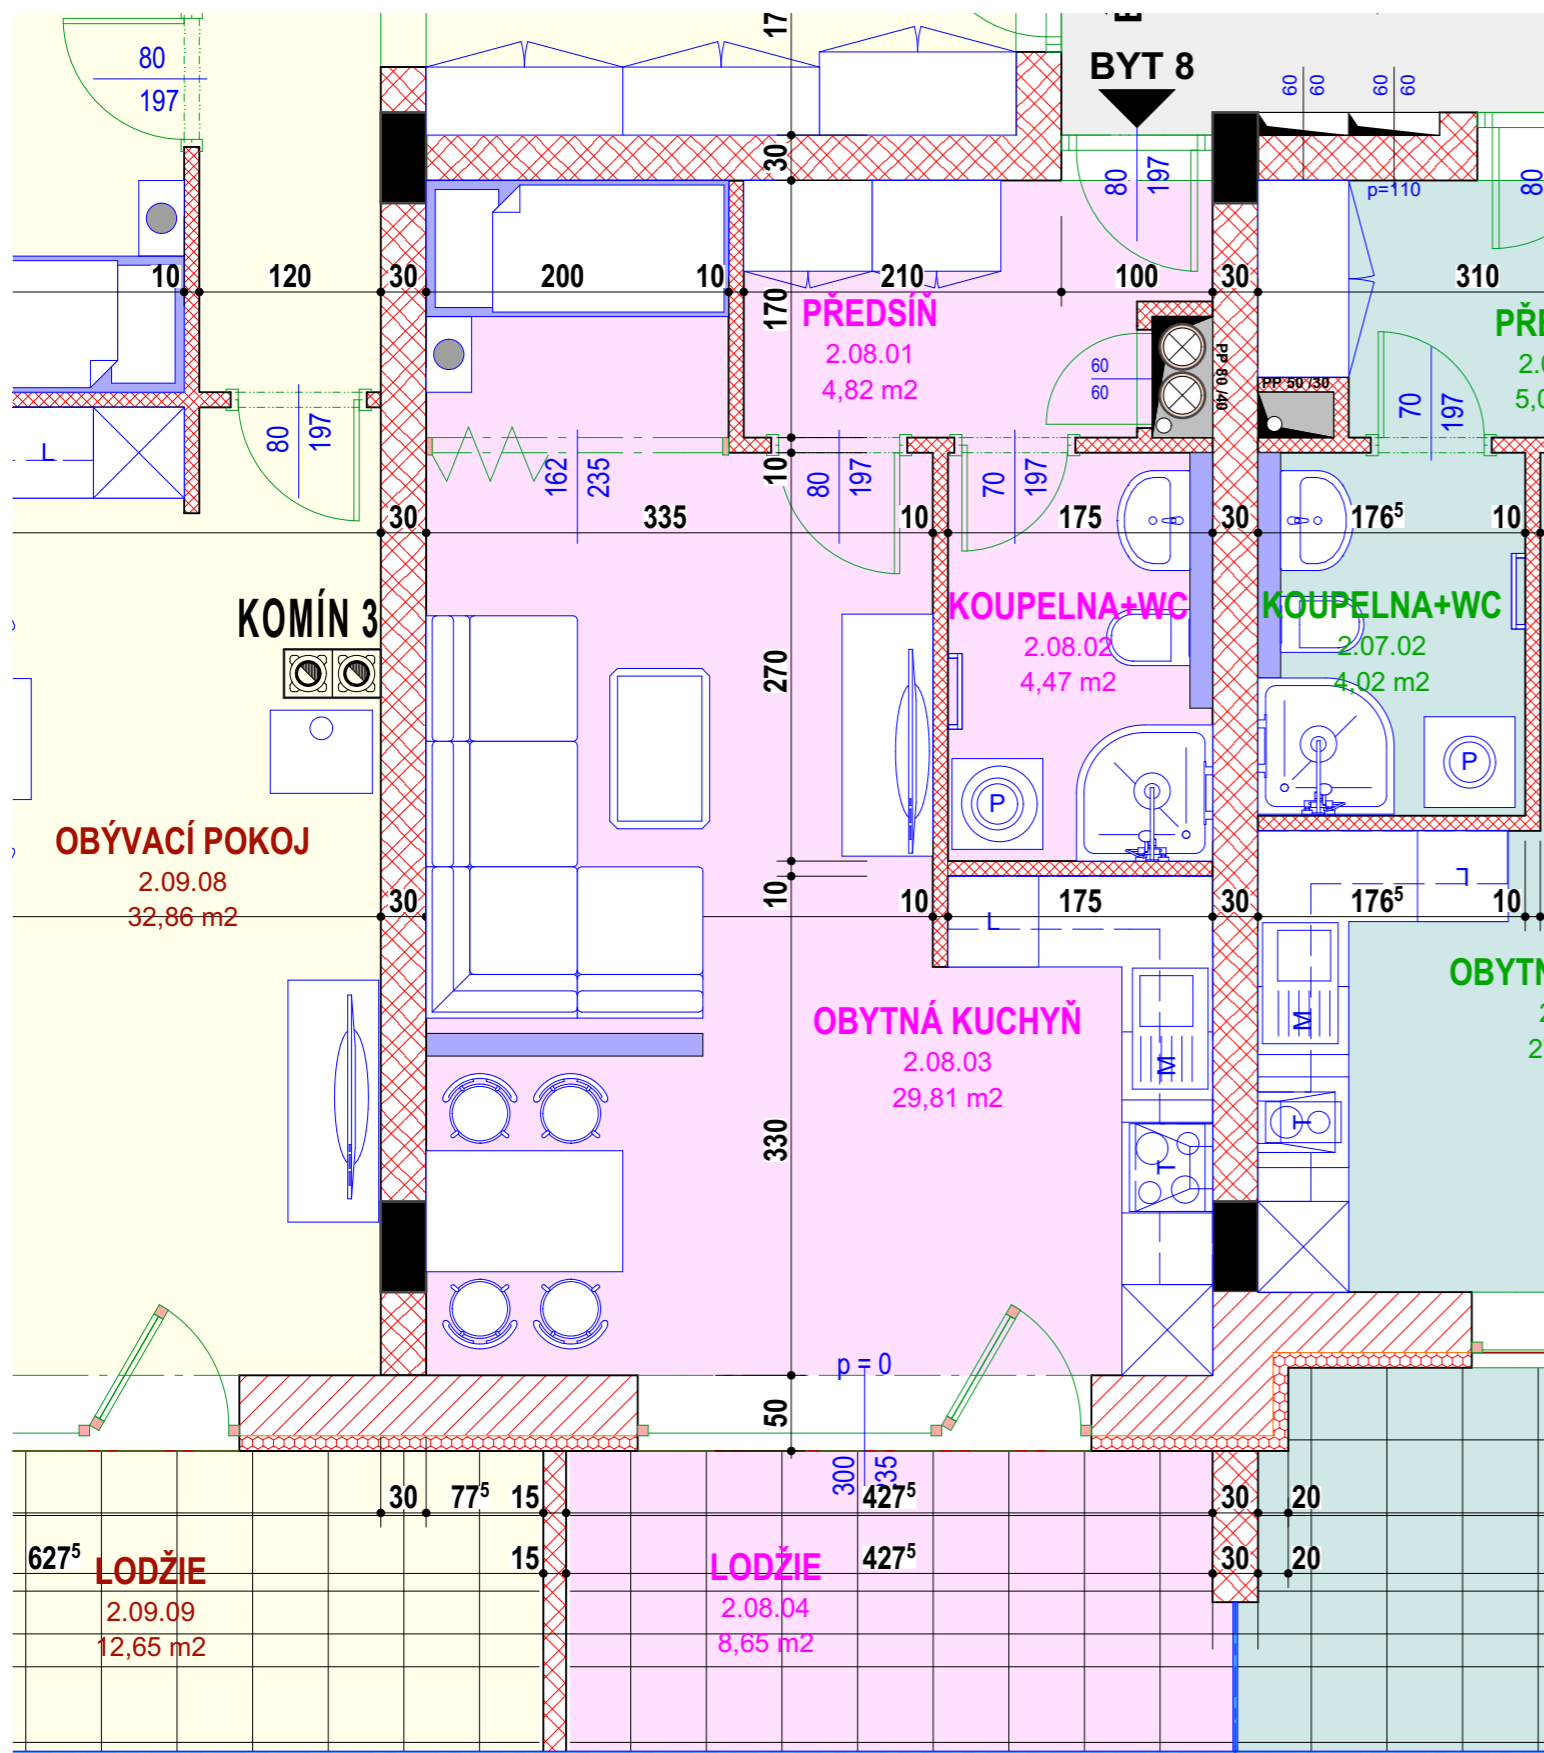 17
BYT 8
80
197
60
60
60
60
30
80
197
p=110
80
10
120
30
200
10
210
100
30
310
170
PŘEDSÍŇ
2.08.01
4,82 m2
60
60
PP 80 /40
PP 50 /30
70
197
80
197
L
162
235
10
80
197
70
197
30
335
10
175
30
176⁵
10
KOMÍN 3
KOUPELNA+WC
2.08.02
4,47 m2
KOUPELNA+WC
2.07.02
4,02 m2
270
P
P
OBÝVACÍ POKOJ
2.09.08
32,86 m2
30
10
10
175
30
176⁵
10
L
L
OBYTNÁ KUCHYŇ
2.08.03
29,81 m2
M
M
330
T
T
p = 0
50
300
30
77⁵
15
427⁵
30
20
627⁵
15
427⁵
30
20
LODŽIE
2.09.09
12,65 m2
LODŽIE
2.08.04
8,65 m2